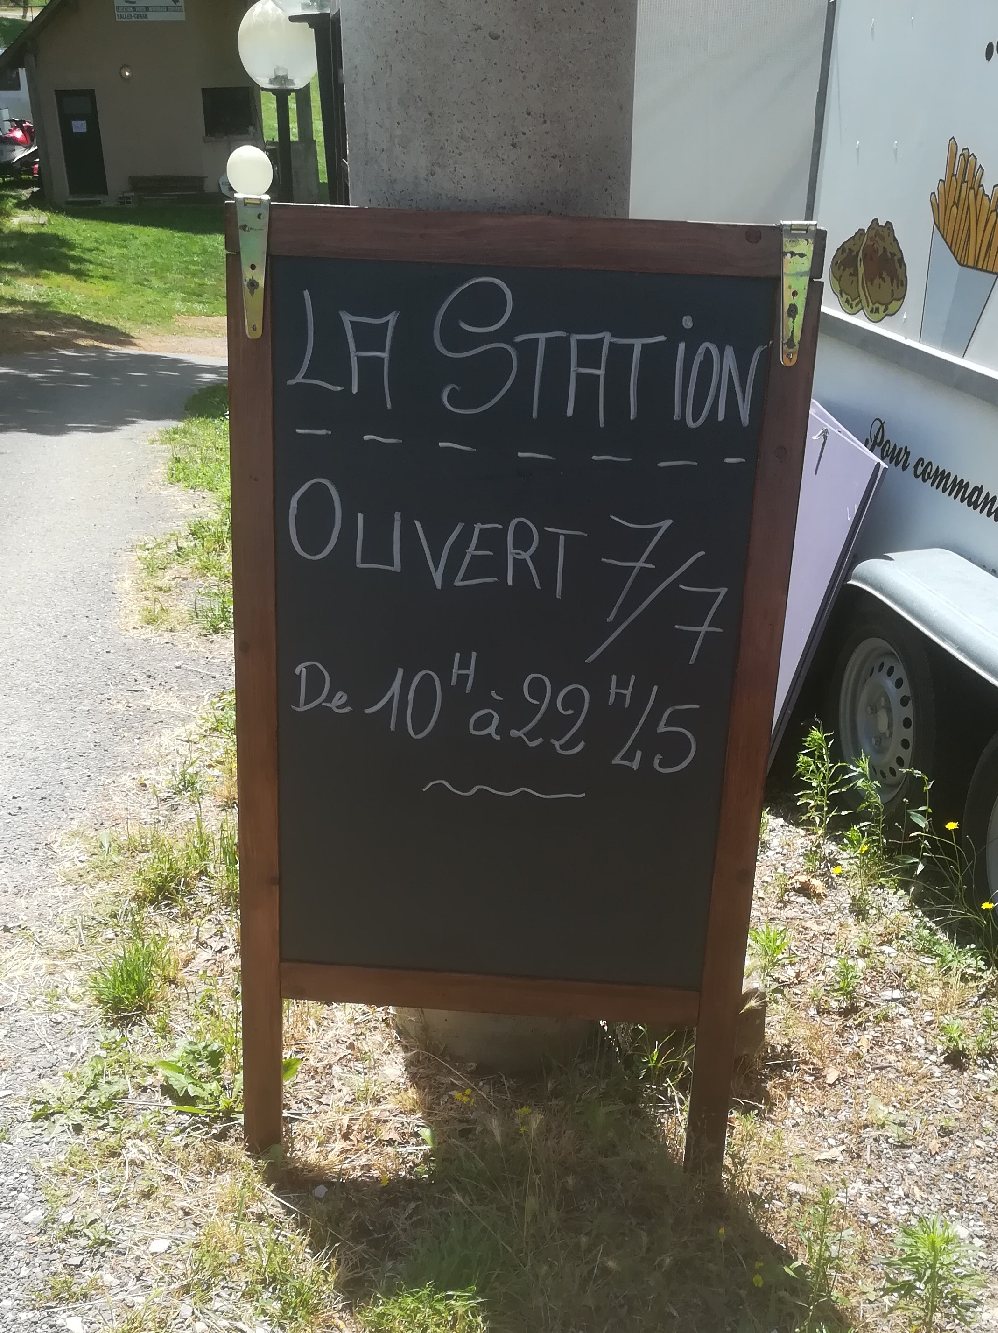 LA STATION
OUVERT 7/7
De 10H à 22H45
Pour comman